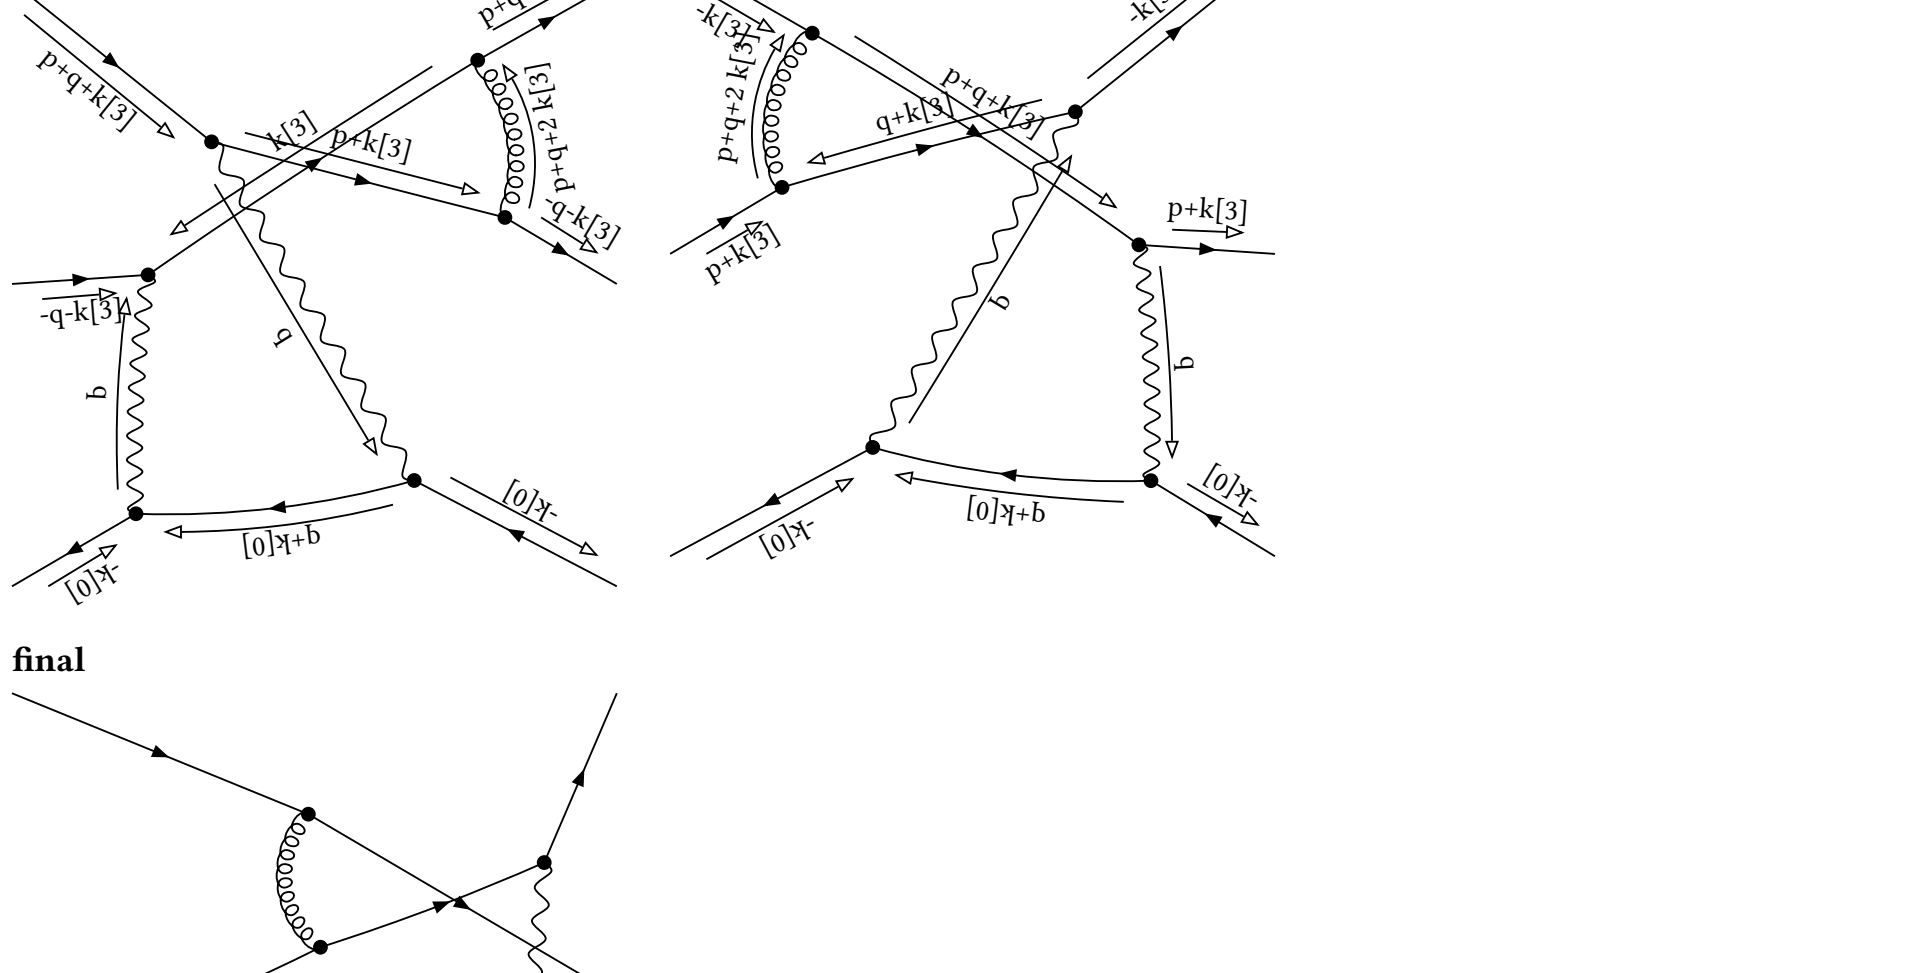 p+q+k[3]
k[3]
p+k[3]
p+q+2 k[3]
-q-k[3]
-q-k[3]
q
q
q+k[0]
-k[0]
-k[0]
-k[3]
p+q+2 k[3]
q+k[3]
p+q+k[3]
p+k[3]
p+k[3]
q
q
q+k[0]
-k[0]
-k[0]
final